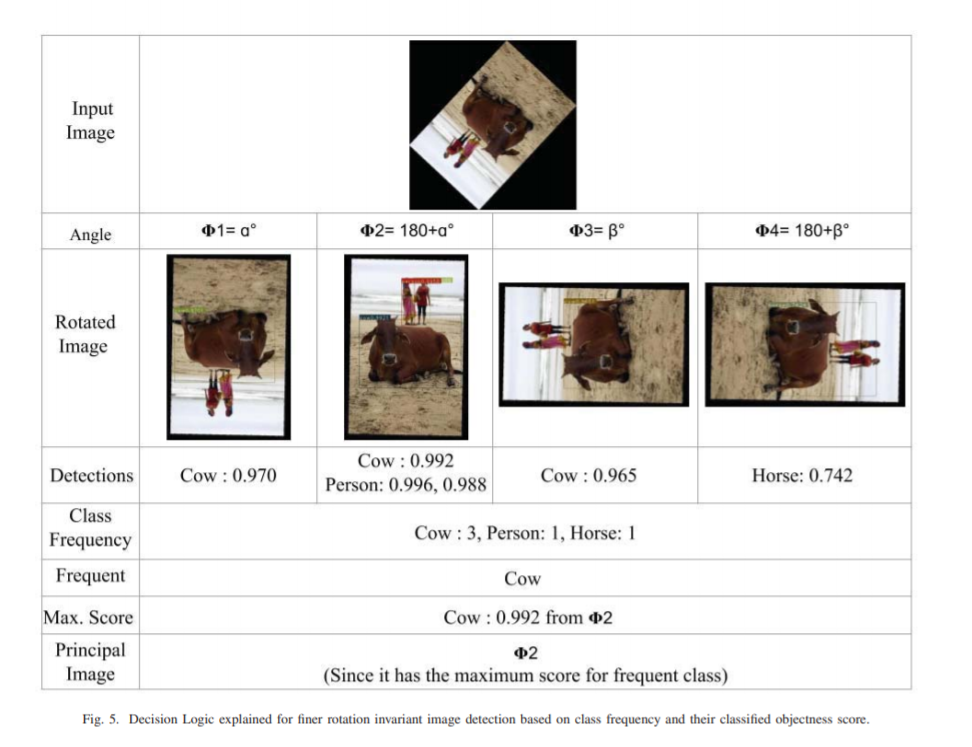 Input
Image
Angle
Φ1= α°
Φ2= 180+α°
Φ3= β°
Φ4= 180+β°
Rotated
Image
Detections
Cow : 0.970
Cow : 0.992
Person: 0.996, 0.988
Cow : 0.965
Horse: 0.742
Class
Frequency
Cow : 3, Person: 1, Horse: 1
Frequent
Cow
Max. Score
Cow : 0.992 from Φ2
Principal
Image
Φ2
(Since it has the maximum score for frequent class)
Fig. 5. Decision Logic explained for finer rotation invariant image detection based on class frequency and their classified objectness score.